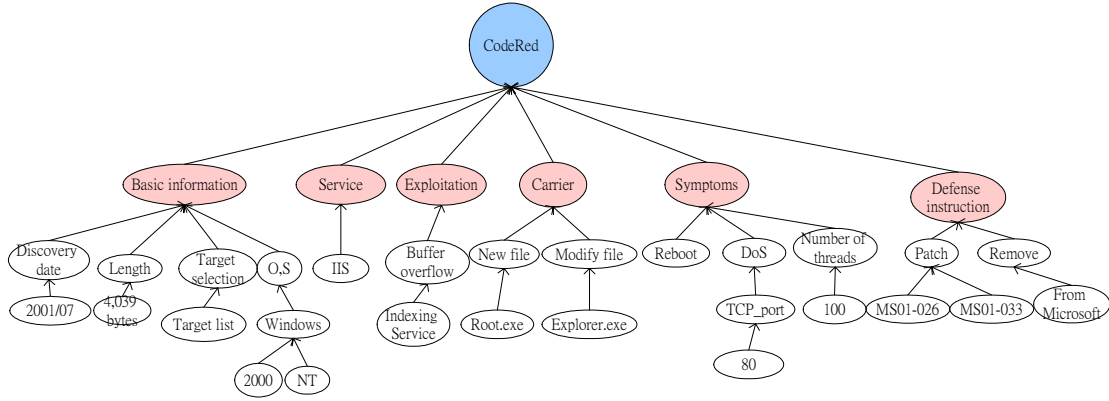 CodeRed
Basic information
Service
Exploitation
Carrier
Symptoms
Defense
instruction
Discovery
date
Length
Target
selection
O,S
IIS
Buffer
overflow
New file
Modify file
Reboot
DoS
Number of
threads
Patch
Remove
2001/07
4,039
bytes
Target list
Windows
Indexing
Service
Root.exe
Explorer.exe
TCP_port
100
MS01-026
MS01-033
From
Microsoft
2000
NT
80